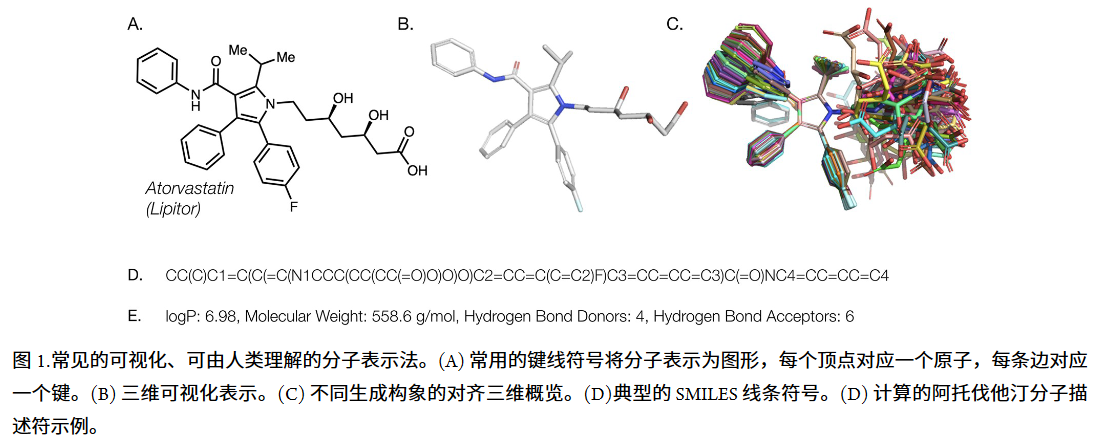 A.
B.
C.
Me
Me
O
NH
N
OH
OH
O
OH
F
Atorvastatin
(Lipitor)
D. CC(C)C1=C(C(=C(N1CCC(CC(CC(=O)O)O)O)C2=CC=C(C=C2)F)C3=CC=CC=C3)C(=O)NC4=CC=CC=C4
E. logP: 6.98, Molecular Weight: 558.6 g/mol, Hydrogen Bond Donors: 4, Hydrogen Bond Acceptors: 6
图 1.常见的可视化、可由人类理解的分子表示法。(A) 常用的键线符号将分子表示为图形，每个顶点对应一个原子，每条边对应
一个键。(B) 三维可视化表示。(C) 不同生成构象的对齐三维概览。(D)典型的 SMILES 线条符号。(D) 计算的阿托伐他汀分子描
述符示例。